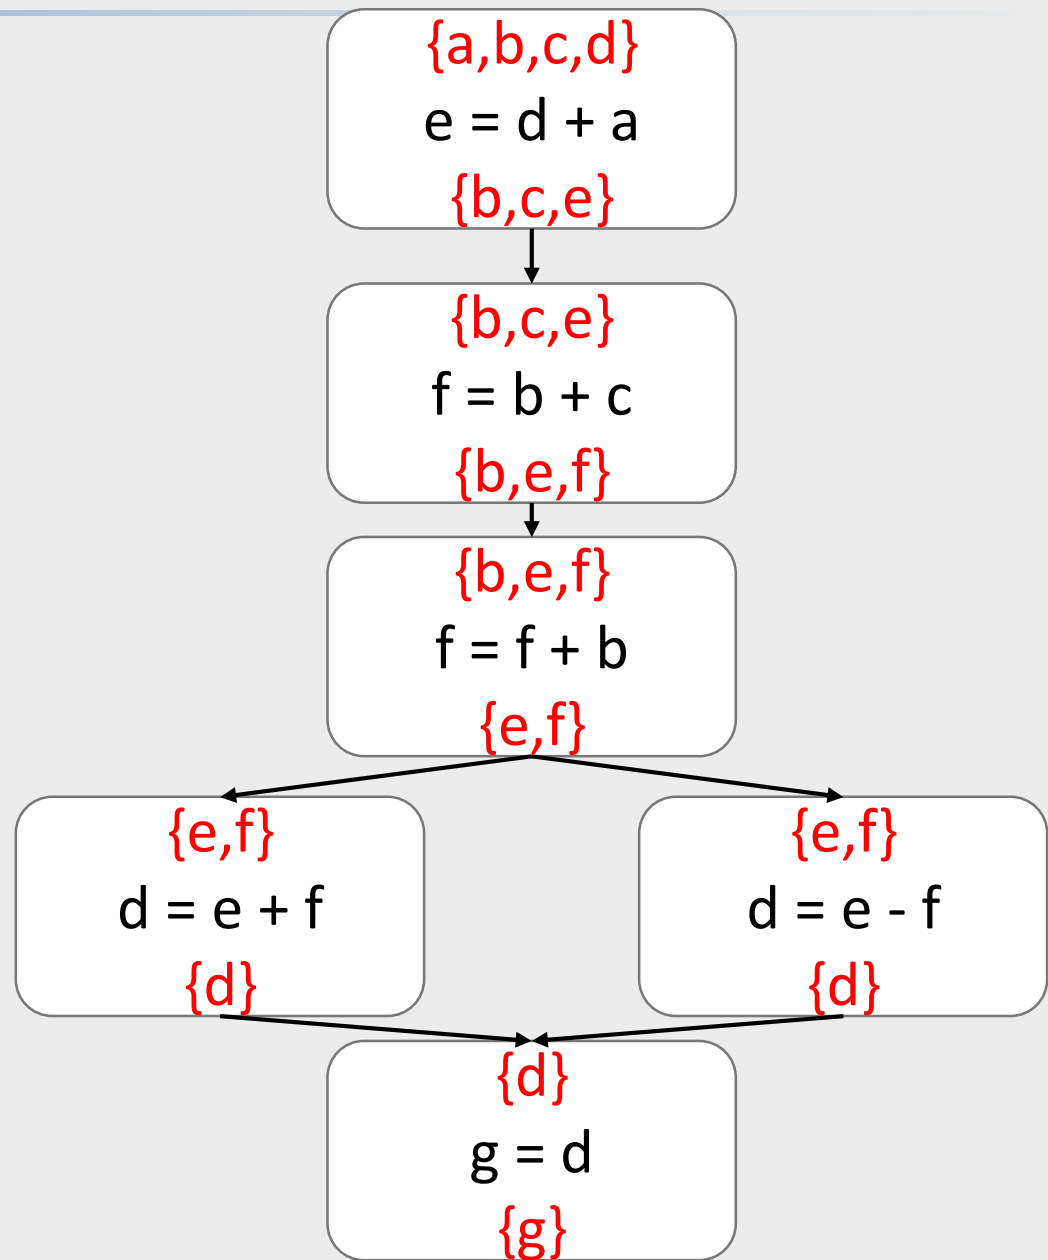 {a,b,c,d}
e = d + a
{b,c,e}
{b,c,e}
f = b + c
{b,e,f}
{b,e,f}
f = f + b
{e,f}
{e,f}
d = e + f
{d}
{e,f}
d = e - f
{d}
{d}
g = d
{g}